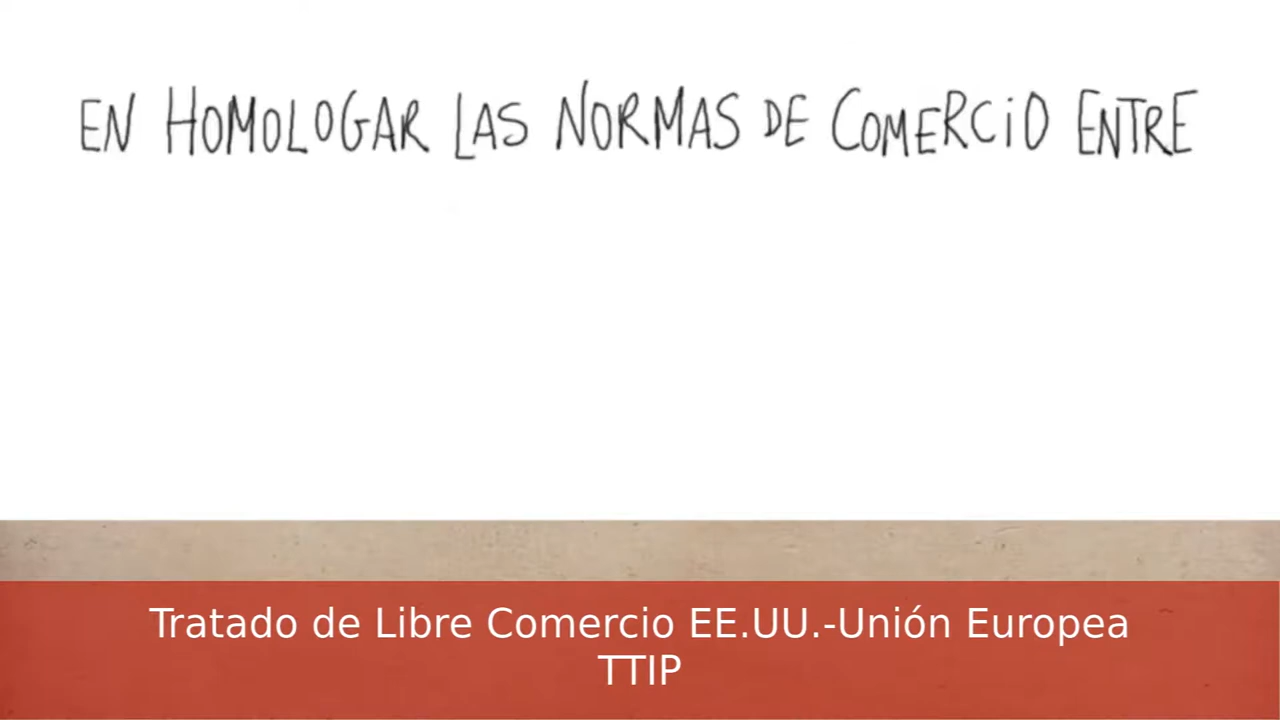 EN HOMOLOGAR LAS NORMAS DE COMERCIO ENTRE
Tratado de Libre Comercio EE.UU.-Unión Europea
TTIP